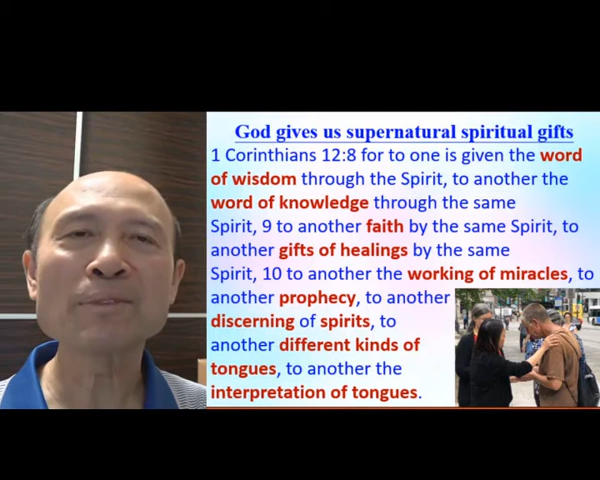 God gives us supernatural spiritual gifts
1 Corinthians 12:8 for to one is given the word
of wisdom through the Spirit, to another the
word of knowledge through the same
Spirit, 9 to another faith by the same Spirit, to
another gifts of healings by the same
Spirit, 10 to another the working of miracles, to
another prophecy, to another
discerning of spirits, to
another different kinds of
tongues, to another the
interpretation of tongues.